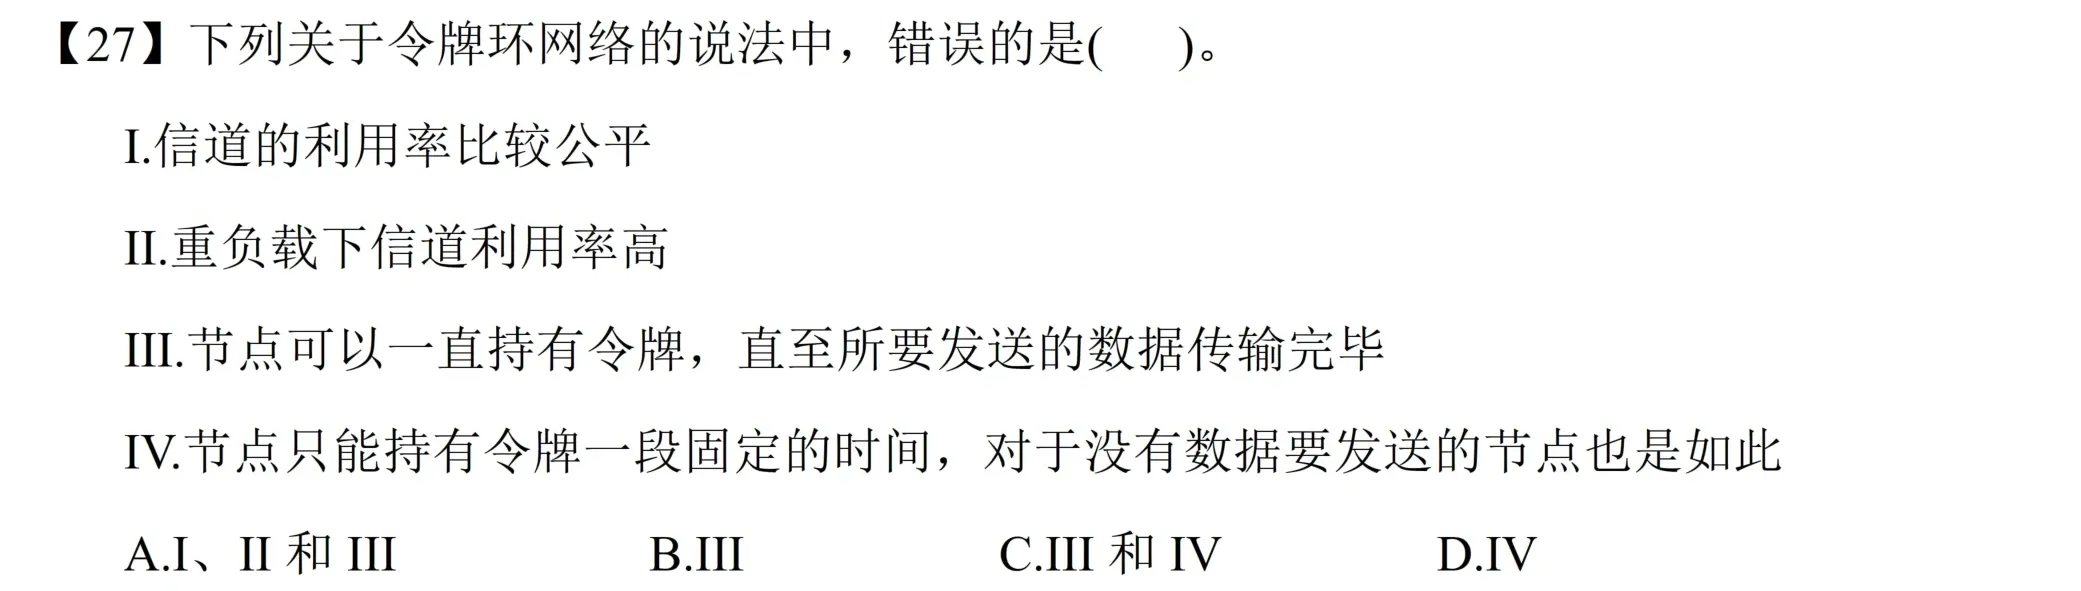 【27】下列关于令牌环网络的说法中，错误的是( )。
I.信道的利用率比较公平
II.重负载下信道利用率高
III.节点可以一直持有令牌，直至所要发送的数据传输完毕
IV.节点只能持有令牌一段固定的时间，对于没有数据要发送的节点也是如此
A.I、II 和 III B.III C.III 和 IV D.IV